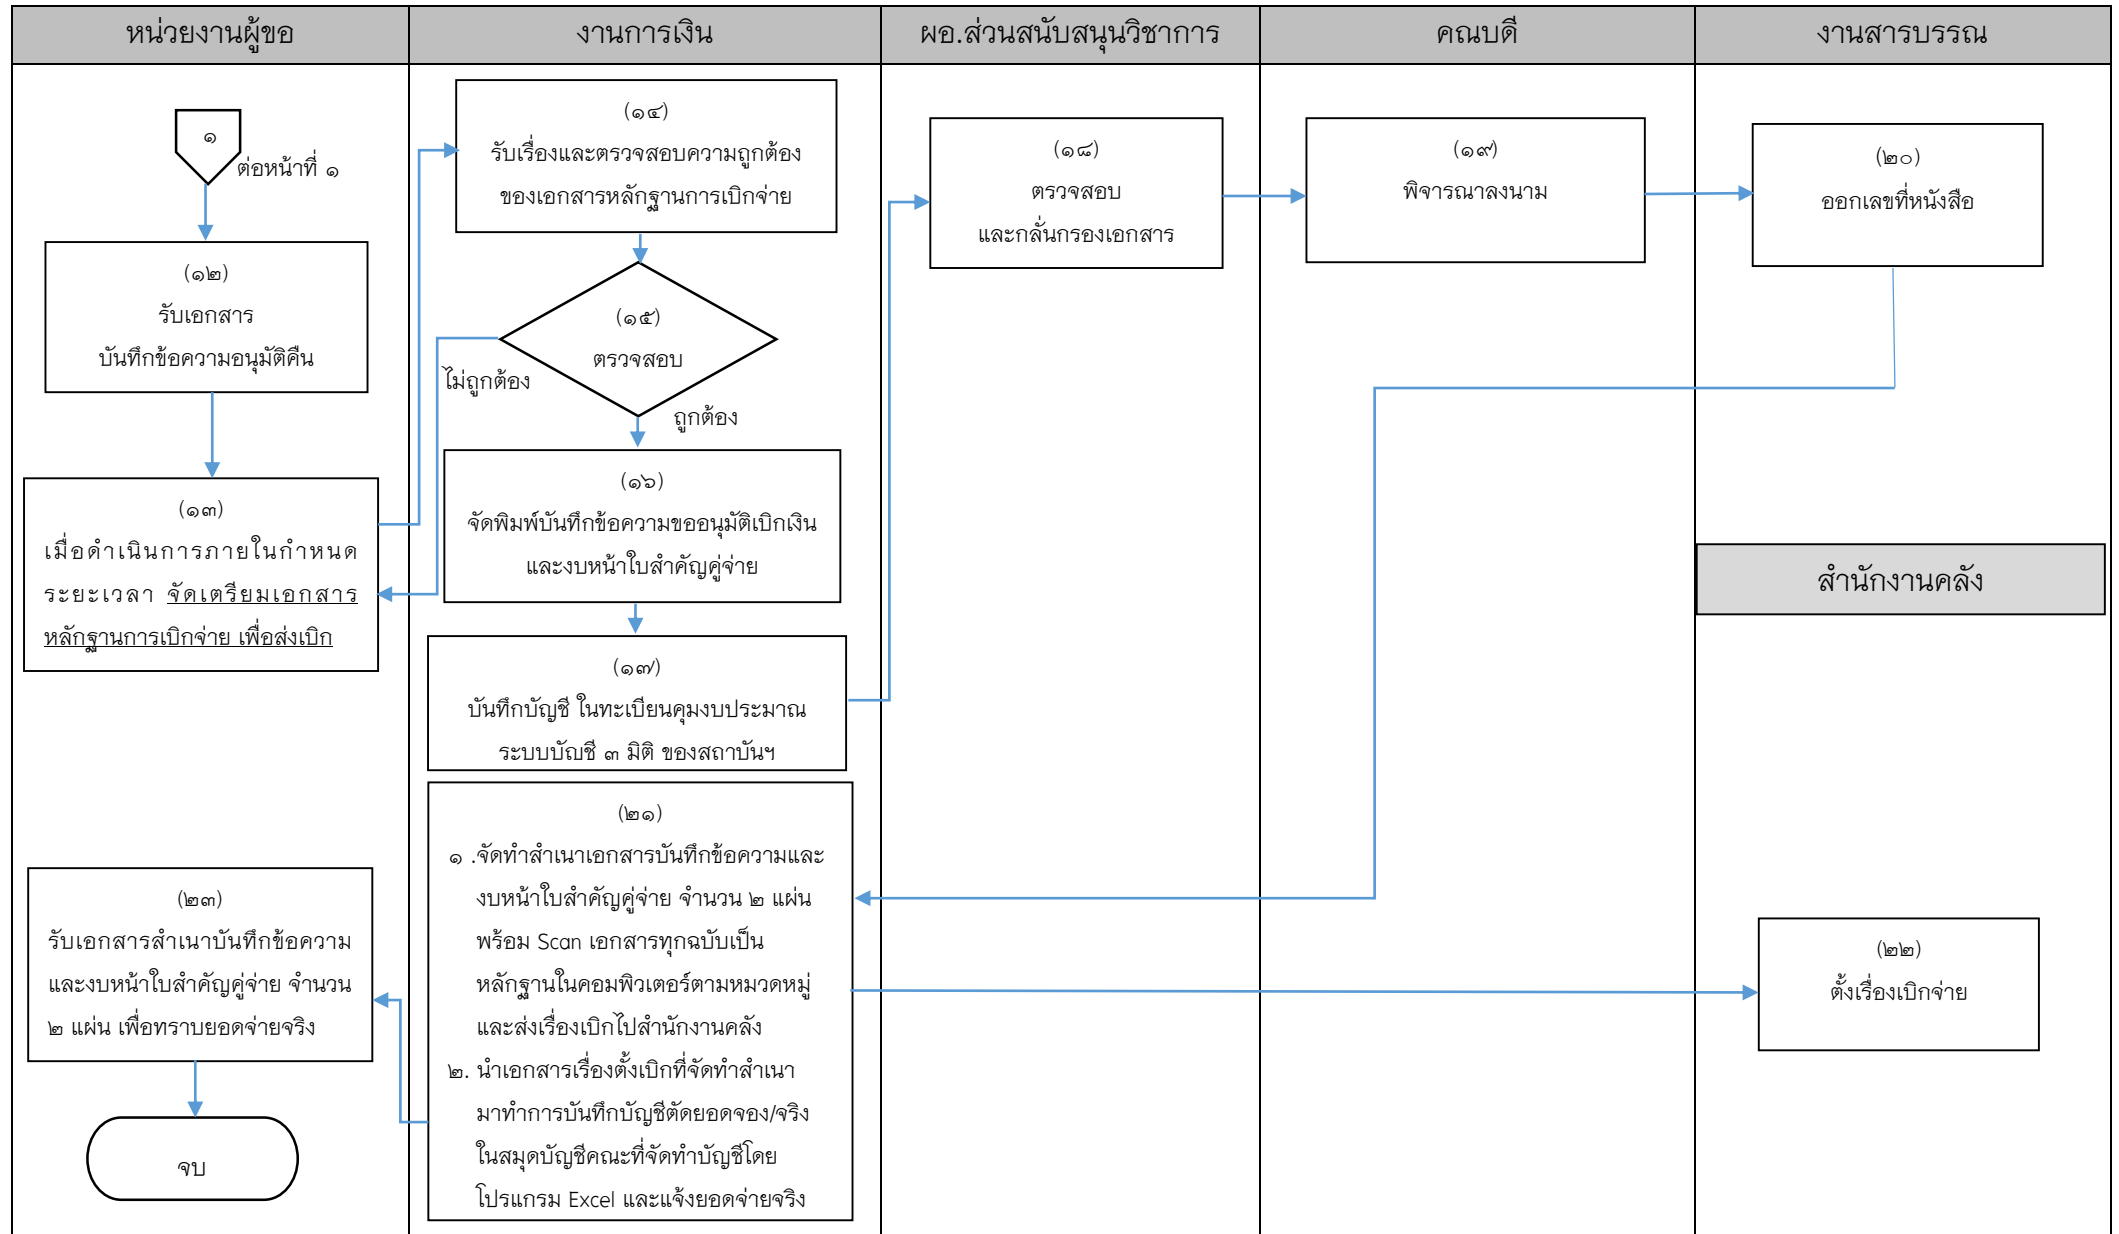 หน่วยงานผู้ขอ
งานการเงิน
ผอ.ส่วนสนับสนุนวิชาการ
คณบดี
งานสารบรรณ
๑
ต่อหน้าที่ ๑
(๑๒)
รับเอกสาร
บันทึกข้อความอนุมัติคืน
(๑๓)
เมื่อดำเนินการภายในกำหนด
ระยะเวลา จัดเตรียมเอกสาร
หลักฐานการเบิกจ่าย เพื่อส่งเบิก
(๑๔)
รับเรื่องและตรวจสอบความถูกต้อง
ของเอกสารหลักฐานการเบิกจ่าย
(๑๕)
ตรวจสอบ
ไม่ถูกต้อง
ถูกต้อง
(๑๖)
จัดพิมพ์บันทึกข้อความขออนุมัติเบิกเงิน
และงบหน้าใบสำคัญคู่จ่าย
(๑๗)
บันทึกบัญชี ในทะเบียนคุมงบประมาณ
ระบบบัญชี ๓ มิติ ของสถาบันฯ
(๑๘)
ตรวจสอบ
และกลั่นกรองเอกสาร
(๑๙)
พิจารณาลงนาม
(๒๐)
ออกเลขที่หนังสือ
สำนักงานคลัง
(๒๑)
๑ .จัดทำสำเนาเอกสารบันทึกข้อความและ
งบหน้าใบสำคัญคู่จ่าย จำนวน ๒ แผ่น
พร้อม Scan เอกสารทุกฉบับเป็น
หลักฐานในคอมพิวเตอร์ตามหมวดหมู่
และส่งเรื่องเบิกไปสำนักงานคลัง
๒. นำเอกสารเรื่องตั้งเบิกที่จัดทำสำเนา
มาทำการบันทึกบัญชีตัดยอดจอง/จริง
ในสมุดบัญชีคณะที่จัดทำบัญชีโดย
โปรแกรม Excel และแจ้งยอดจ่ายจริง
(๒๒)
ตั้งเรื่องเบิกจ่าย
(๒๓)
รับเอกสารสำเนาบันทึกข้อความ
และงบหน้าใบสำคัญคู่จ่าย จำนวน
๒ แผ่น เพื่อทราบยอดจ่ายจริง
จบ